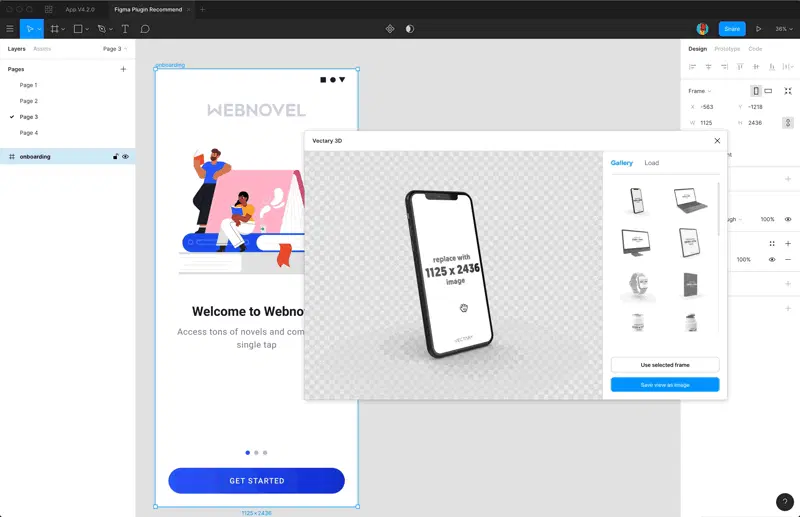 App V4.2.0
Figma Plugin Recommend
Share
36%
Layers
Assets
Page 3
Pages
Page 1
Page 2
Page 3
Page 4
onboarding
onboarding
WEBNOVEL
Welcome to Webno
Access tons of novels and com
single tap
GET STARTED
1125 × 2436
Vectary 3D
replace with
1125 x 2436
image
VECTARY
Gallery
Load
Use selected frame
Save view as image
Design
Prototype
Code
Frame
X -563
Y -1218
W 1125
H 2436
nt
ugh
100%
100%
?